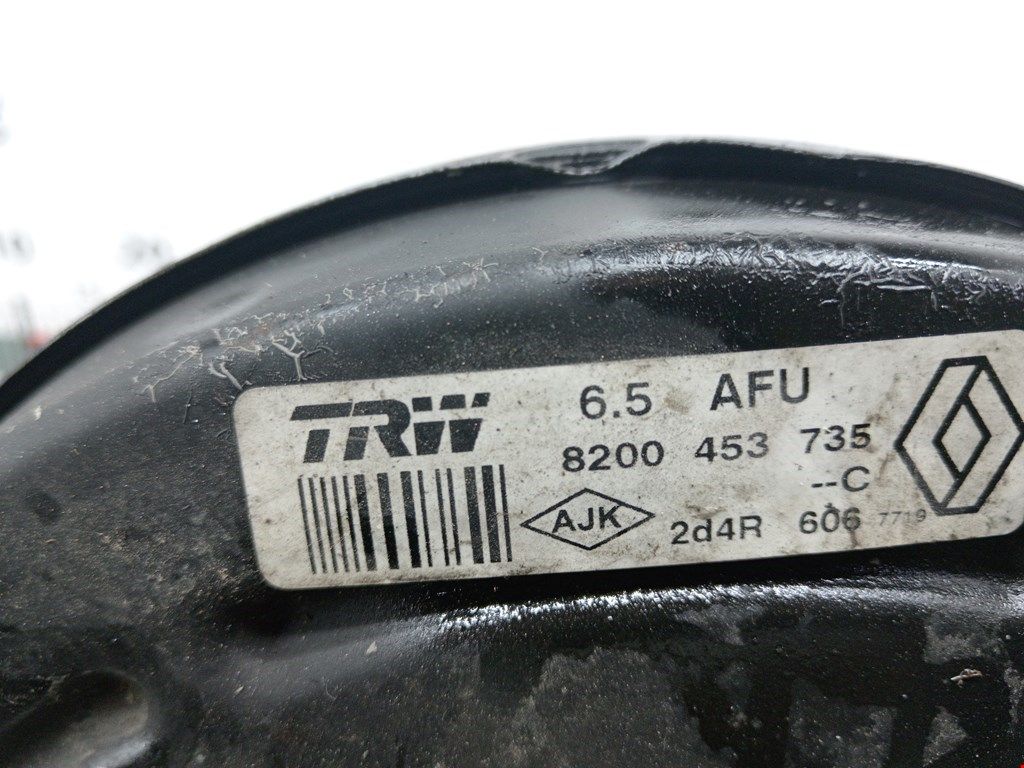 TRW 6.5 AFU
8200 453 735
--C
AJK 2d4R 606 7719